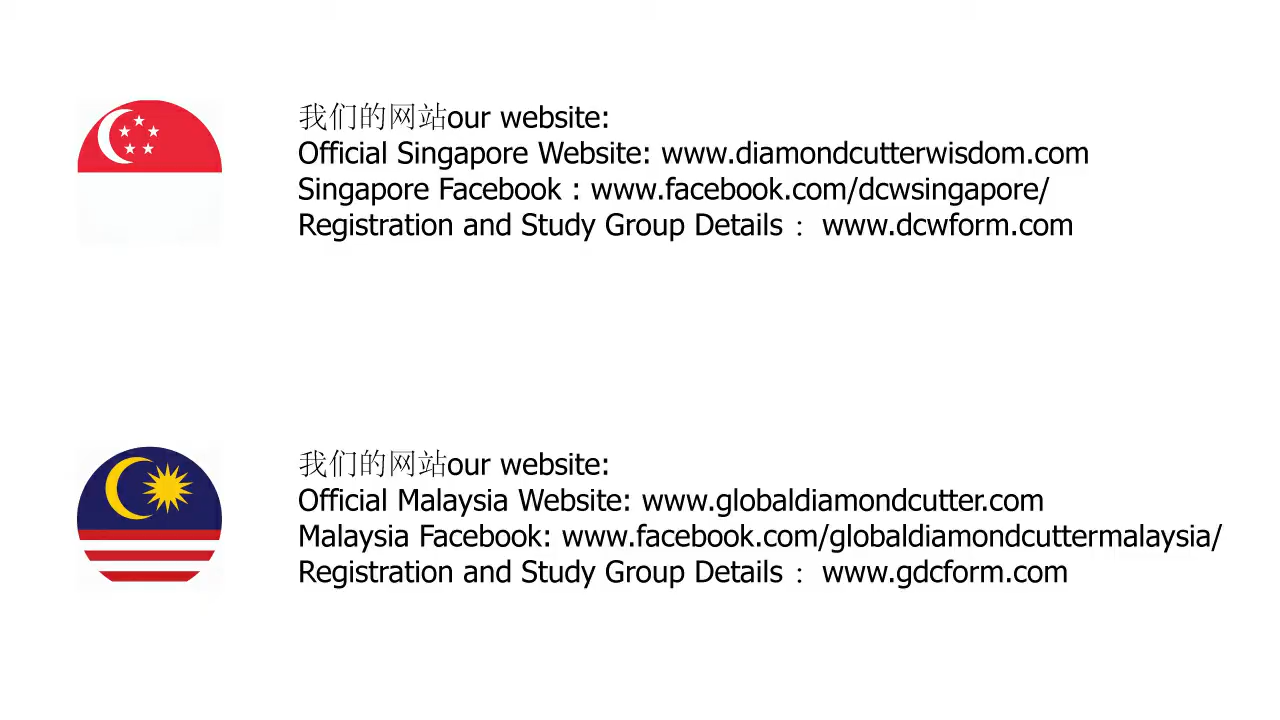 我们的网站our website:
Official Singapore Website: www.diamondcutterwisdom.com
Singapore Facebook : www.facebook.com/dcwsingapore/
Registration and Study Group Details： www.dcwform.com
我们的网站our website:
Official Malaysia Website: www.globaldiamondcutter.com
Malaysia Facebook: www.facebook.com/globaldiamondcuttermalaysia/
Registration and Study Group Details： www.gdcform.com